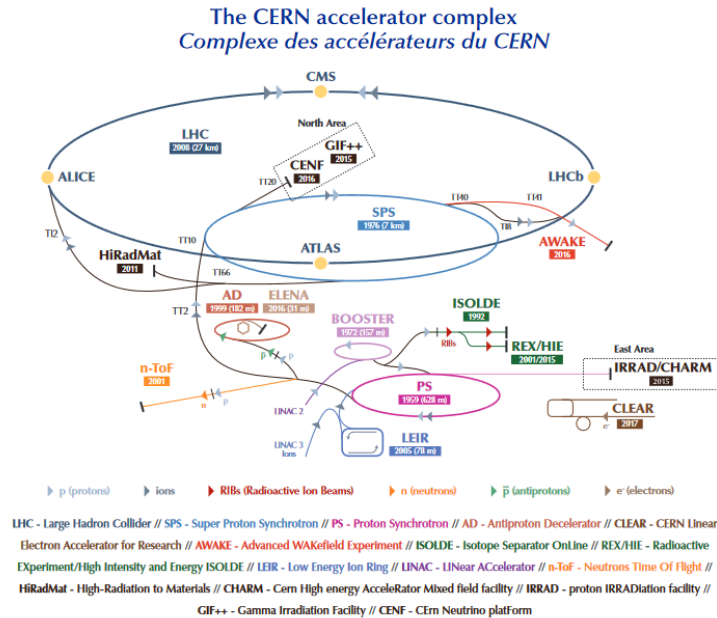 The CERN accelerator complex
Complexe des accélérateurs du CERN
CMS
North Area
LHC
2008 (27 km)
GIF++
2015
CENF
2016
TT20
ALICE
LHCb
TT40
TT41
SPS
1976 (7 km)
TI8
TI2
TT10
AWAKE
2016
ATLAS
HiRadMat
2011
TT66
AD
1999 (182 m)
ELENA
2016 (31 m)
TT2
BOOSTER
1972 (157 m)
ISOLDE
1992
p
p̅
RIBs
REX/HIE
2001/2015
East Area
n-ToF
2001
IRRAD/CHARM
2015
PS
1959 (628 m)
n
p
LINAC 2
CLEAR
2017
e-
LINAC 3
Ions
LEIR
2005 (78 m)
p (protons)
ions
RIBs (Radioactive Ion Beams)
n (neutrons)
p̅ (antiprotons)
e- (electrons)
LHC - Large Hadron Collider // SPS - Super Proton Synchrotron // PS - Proton Synchrotron // AD - Antiproton Decelerator // CLEAR - CERN Linear
Electron Accelerator for Research // AWAKE - Advanced WAKefield Experiment // ISOLDE - Isotope Separator OnLine // REX/HIE - Radioactive
EXperiment/High Intensity and Energy ISOLDE // LEIR - Low Energy Ion Ring // LINAC - LINear ACcelerator // n-ToF - Neutrons Time Of Flight //
HiRadMat - High-Radiation to Materials // CHARM - Cern High energy AcceleRator Mixed field facility // IRRAD - proton IRRADiation facility //
GIF++ - Gamma Irradiation Facility // CENF - CErn Neutrino platForm